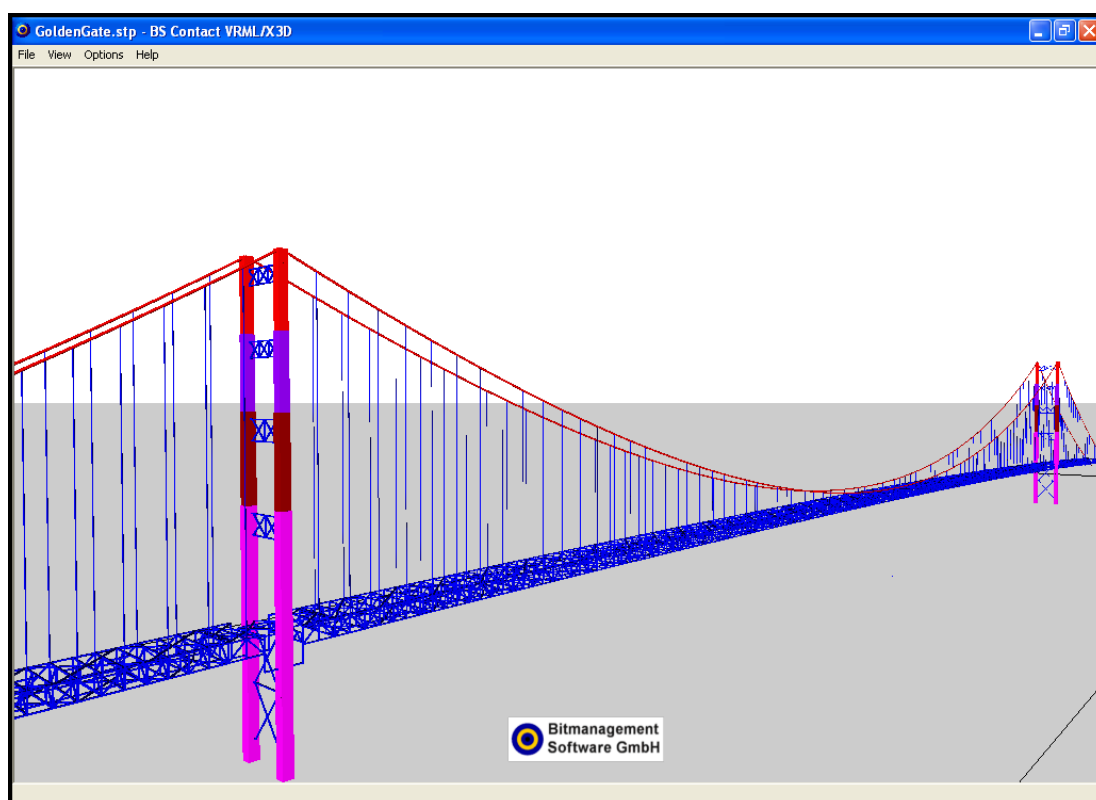 GoldenGate.stp - BS Contact VRML/X3D
File View Options Help
Bitmanagement
Software GmbH